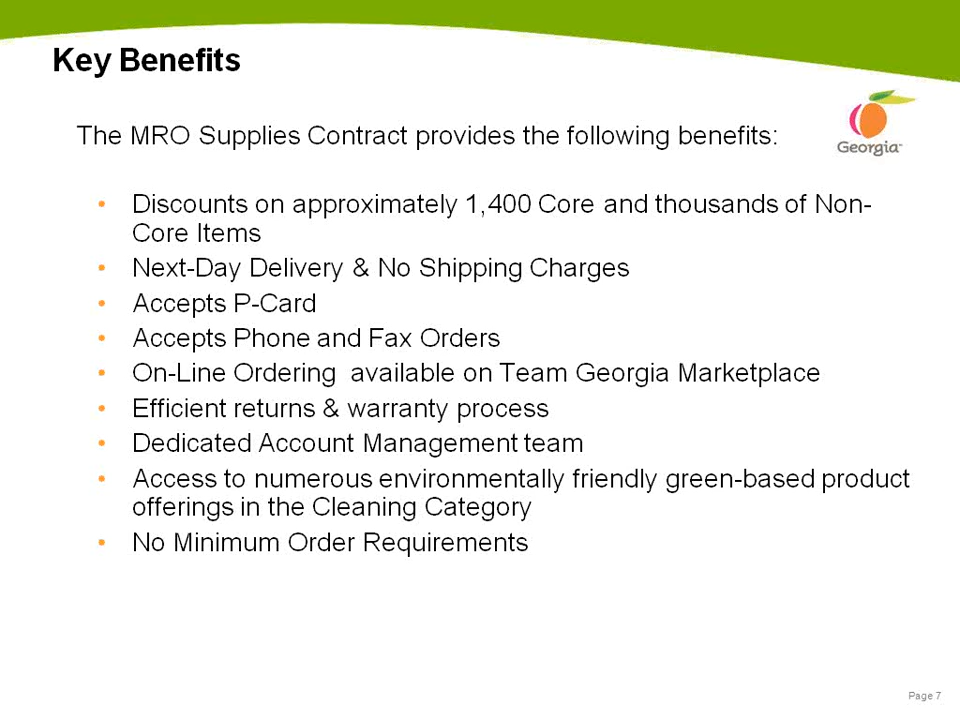 Key Benefits
Georgia™
The MRO Supplies Contract provides the following benefits:
• Discounts on approximately 1,400 Core and thousands of Non-
Core Items
• Next-Day Delivery & No Shipping Charges
• Accepts P-Card
• Accepts Phone and Fax Orders
• On-Line Ordering  available on Team Georgia Marketplace
• Efficient returns & warranty process
• Dedicated Account Management team
• Access to numerous environmentally friendly green-based product
offerings in the Cleaning Category
• No Minimum Order Requirements
Page 7